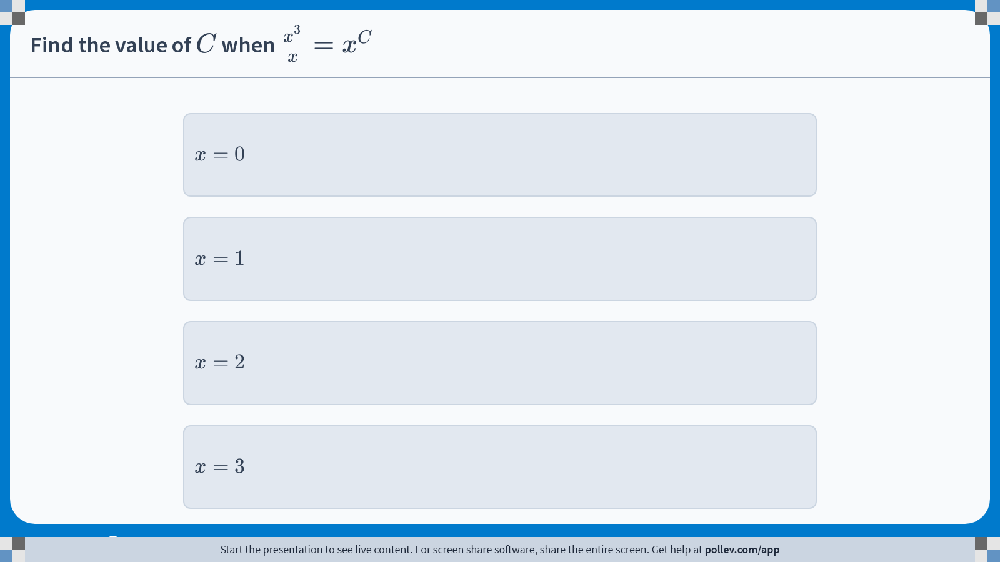 Find the value of $C$ when $\frac{x^3}{x} = x^C$
$x = 0$
$x = 1$
$x = 2$
$x = 3$
Start the presentation to see live content. For screen share software, share the entire screen. Get help at pollev.com/app